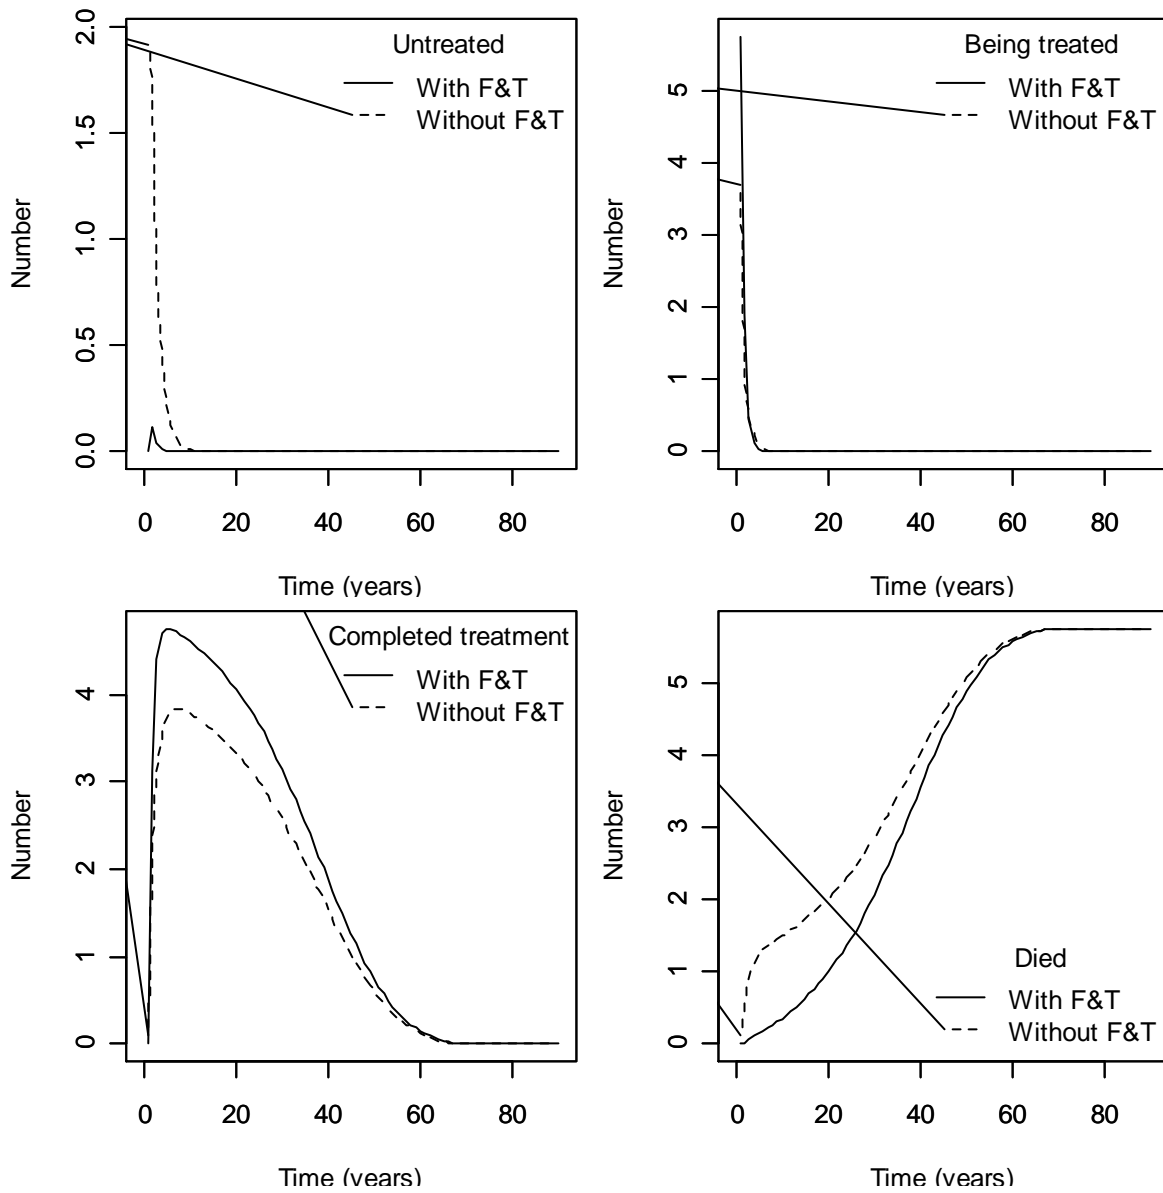 Untreated
With F&T
Without F&T
Number
0.0
0.5
1.0
1.5
2.0
0
20
40
60
80
Time (years)
Being treated
With F&T
Without F&T
Number
0
1
2
3
4
5
0
20
40
60
80
Time (years)
Completed treatment
With F&T
Without F&T
Number
0
1
2
3
4
0
20
40
60
80
Time (years)
Died
With F&T
Without F&T
Number
0
1
2
3
4
5
0
20
40
60
80
Time (years)